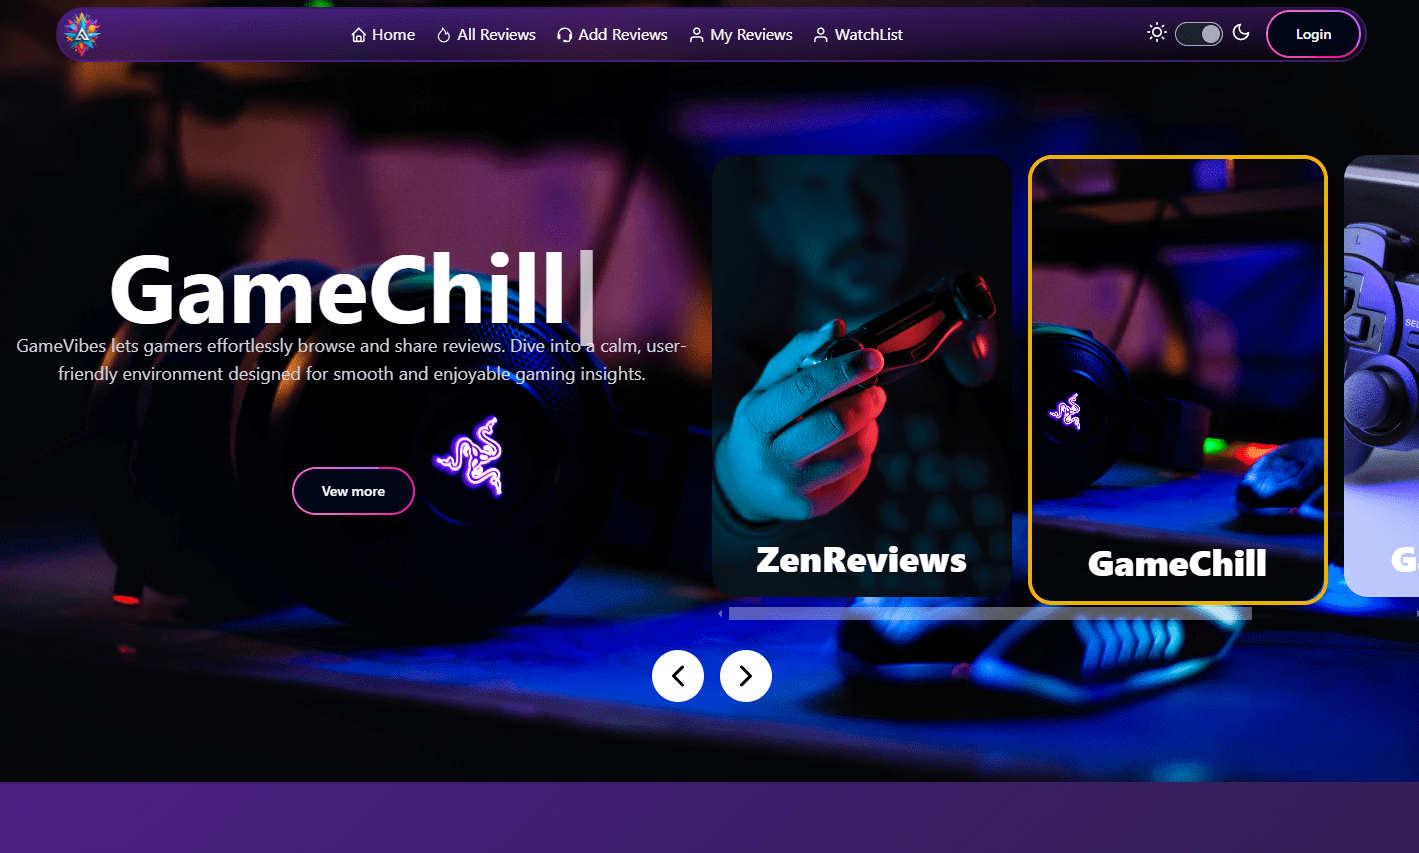 Home All Reviews Add Reviews My Reviews WatchList Login
GameChill
GameVibes lets gamers effortlessly browse and share reviews. Dive into a calm, user-
friendly environment designed for smooth and enjoyable gaming insights.
Vew more
ZenReviews
GameChill